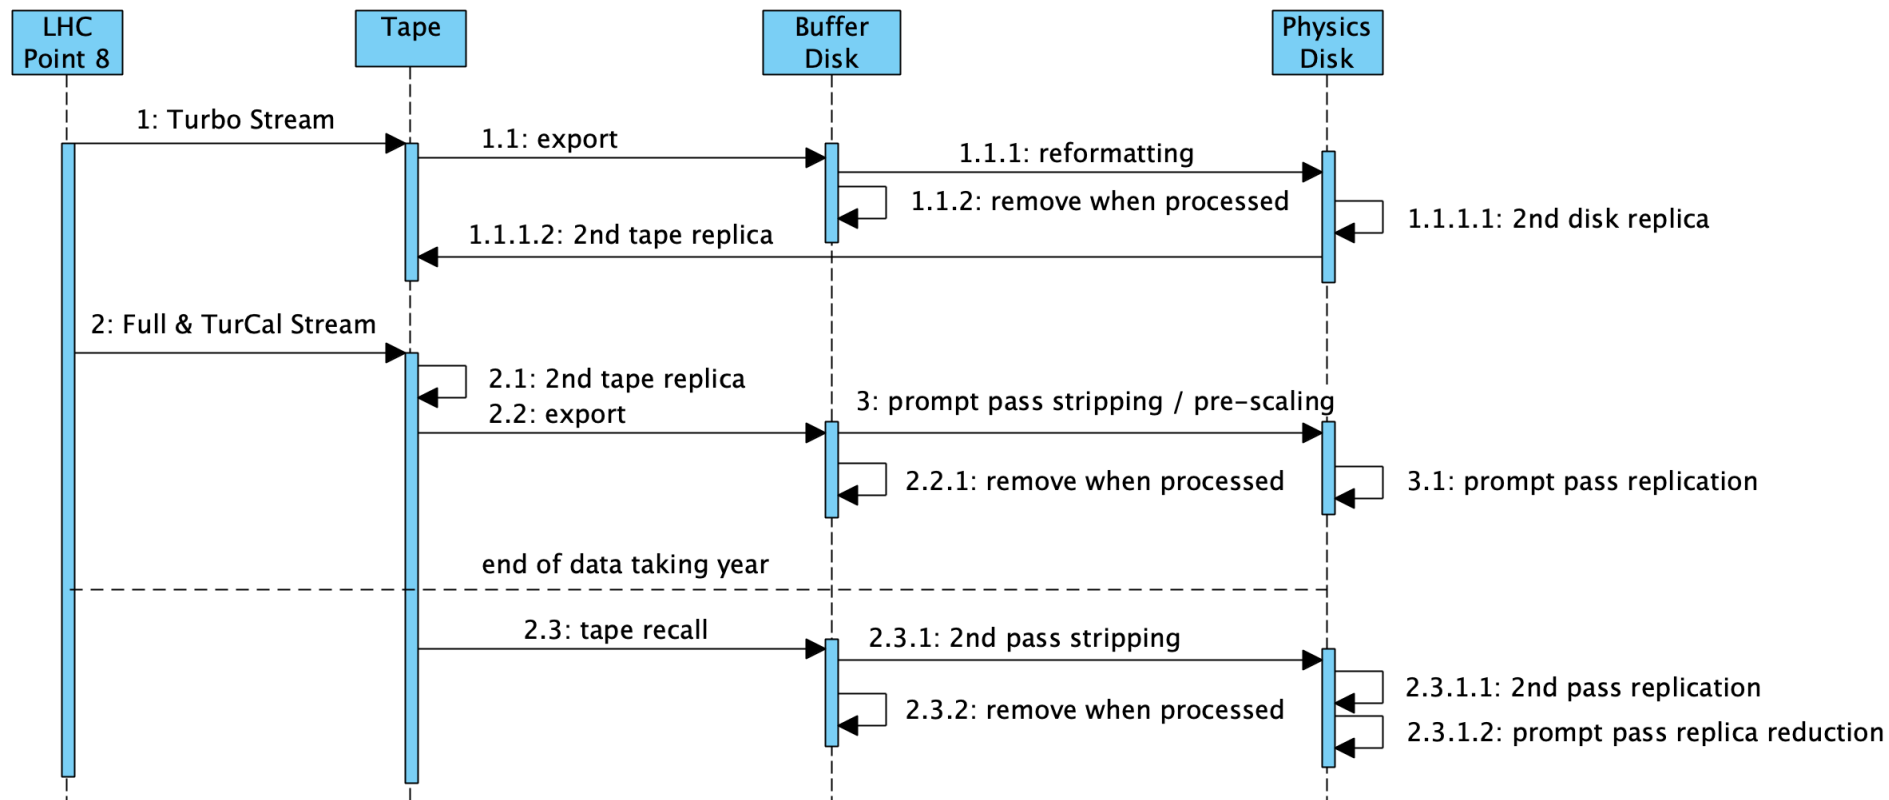 LHC
Point 8
Tape
Buffer
Disk
Physics
Disk
1: Turbo Stream
1.1: export
1.1.1: reformatting
1.1.2: remove when processed
1.1.1.1: 2nd disk replica
1.1.1.2: 2nd tape replica
2: Full & TurCal Stream
2.1: 2nd tape replica
2.2: export
3: prompt pass stripping / pre-scaling
2.2.1: remove when processed
3.1: prompt pass replication
end of data taking year
2.3: tape recall
2.3.1: 2nd pass stripping
2.3.1.1: 2nd pass replication
2.3.2: remove when processed
2.3.1.2: prompt pass replica reduction